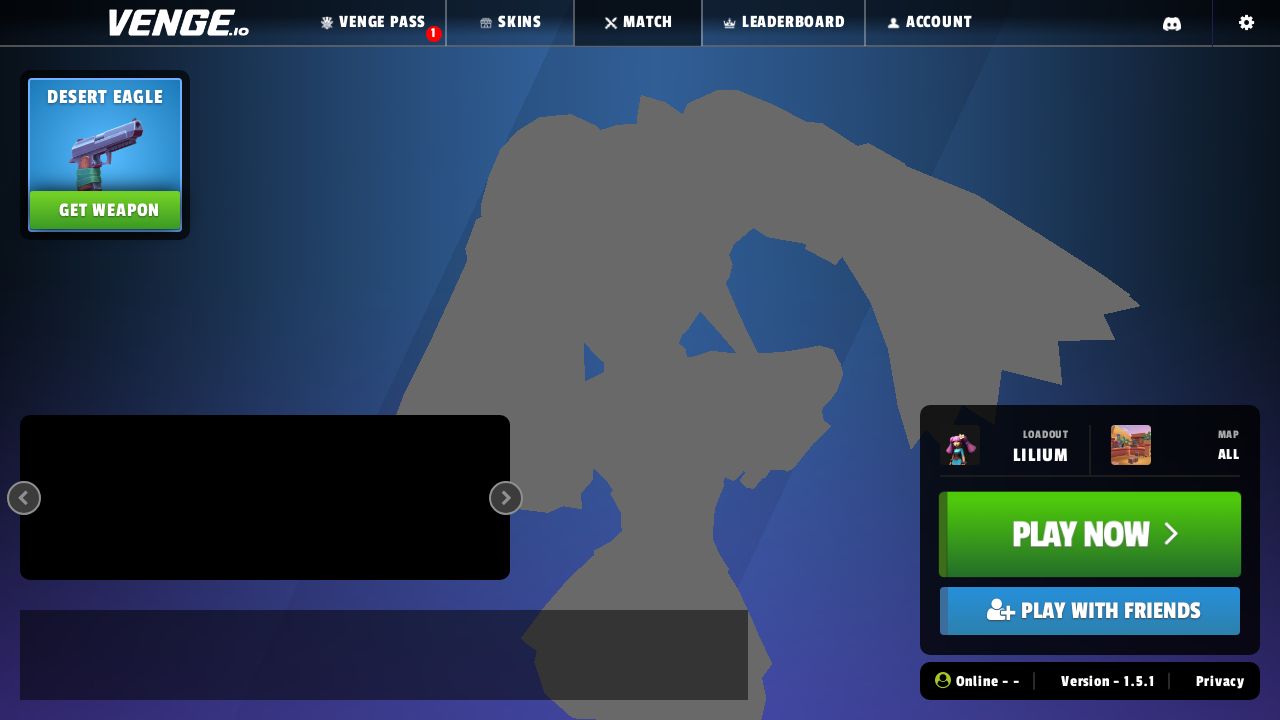 VENGE.io
VENGE PASS
1
SKINS
MATCH
LEADERBOARD
ACCOUNT
DESERT EAGLE
GET WEAPON
LOADOUT
LILIUM
MAP
ALL
PLAY NOW
PLAY WITH FRIENDS
Online - -
Version - 1.5.1
Privacy